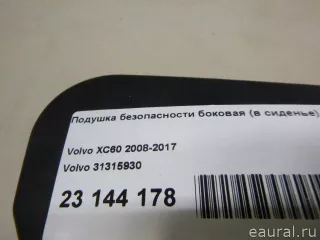 Подушка безопасности боковая (в сиденье)
Volvo XC60 2008-2017
Volvo 31315930
23 144 178
eaural.ru